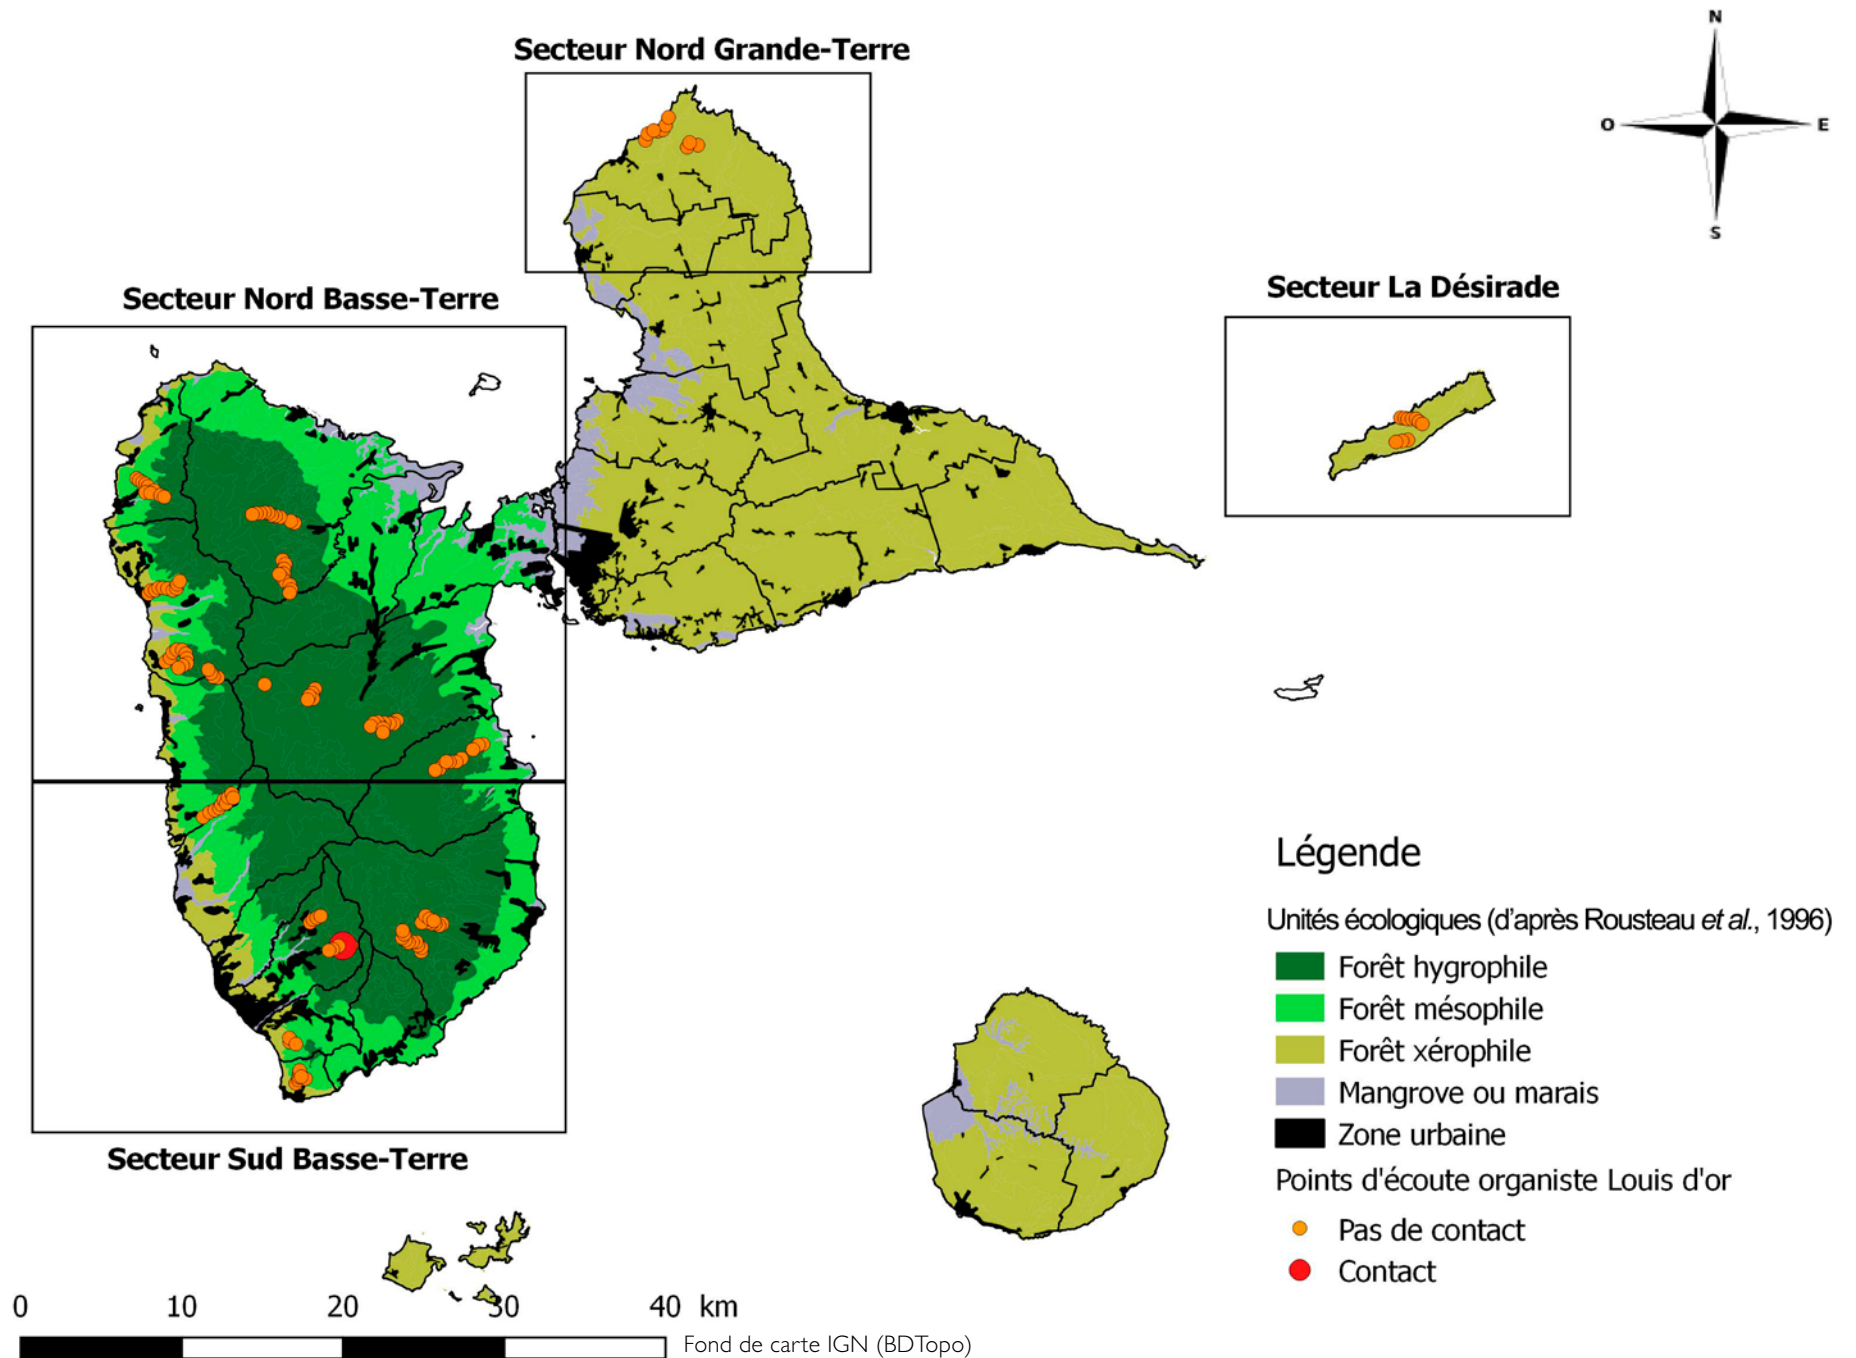 N
O
E
S
Secteur Nord Grande-Terre
Secteur La Désirade
Secteur Nord Basse-Terre
Secteur Sud Basse-Terre
Légende
Unités écologiques (d'après Rousteau et al., 1996)
Forêt hygrophile
Forêt mésophile
Forêt xérophile
Mangrove ou marais
Zone urbaine
Points d'écoute organiste Louis d'or
Pas de contact
Contact
0 10 20 30 40 km
Fond de carte IGN (BDTopo)